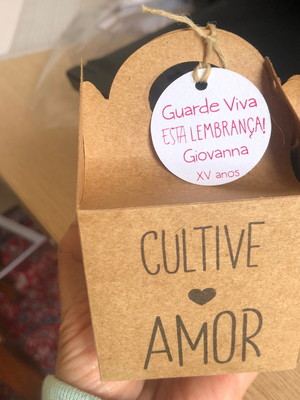 Guarde Viva
ESTA LEMBRANÇA!
Giovanna
XV anos
CULTIVE
AMOR